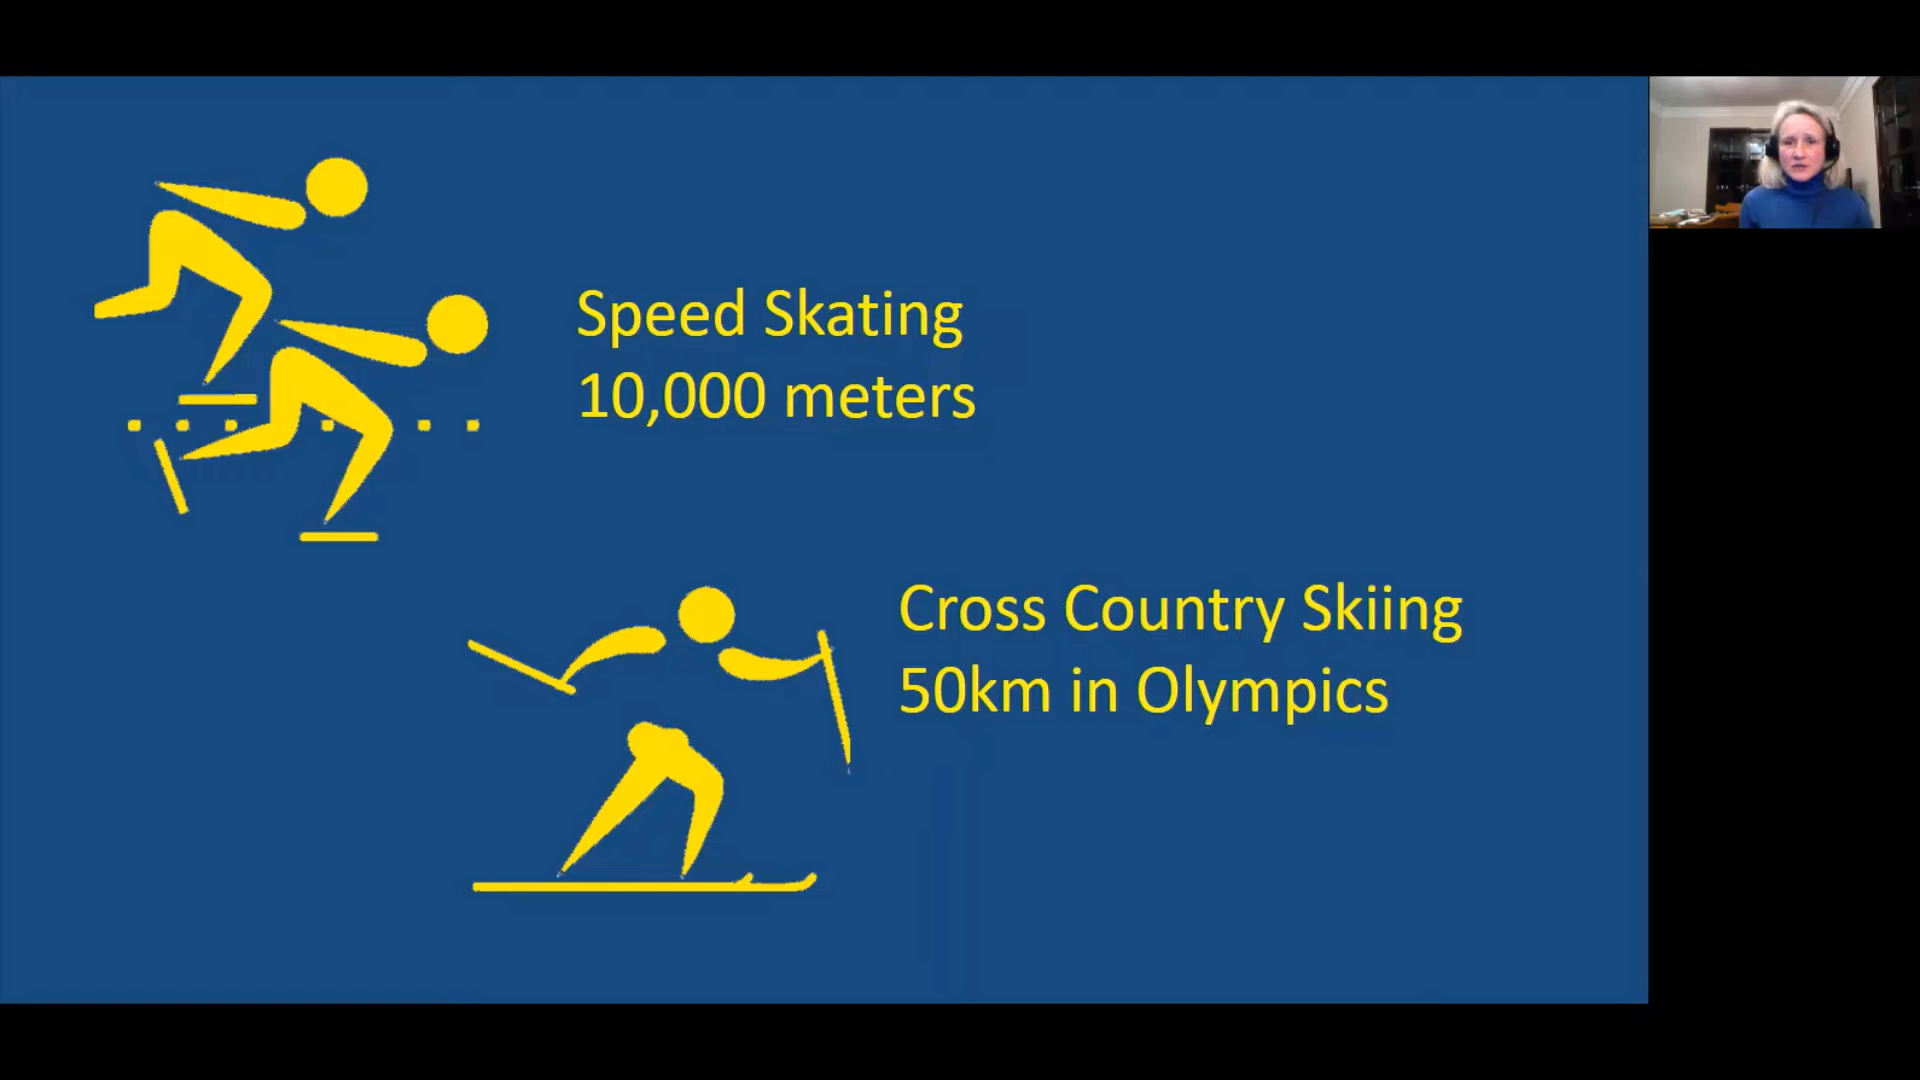 Speed Skating
10,000 meters
Cross Country Skiing
50km in Olympics